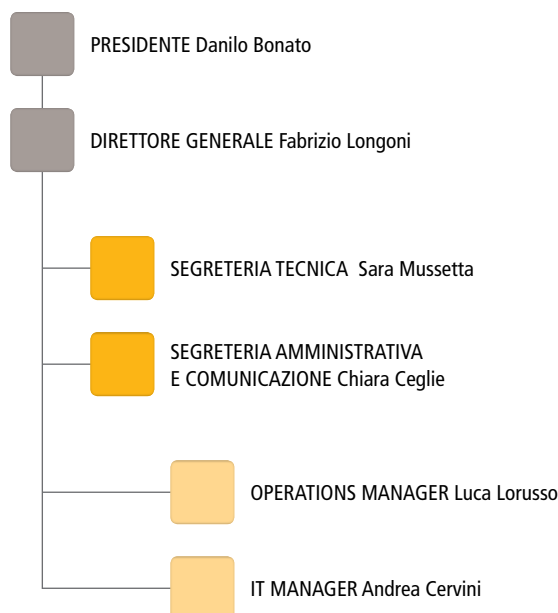 PRESIDENTE Danilo Bonato
DIRETTORE GENERALE Fabrizio Longoni
SEGRETERIA TECNICA Sara Mussetta
SEGRETERIA AMMINISTRATIVA
E COMUNICAZIONE Chiara Ceglie
OPERATIONS MANAGER Luca Lorusso
IT MANAGER Andrea Cervini